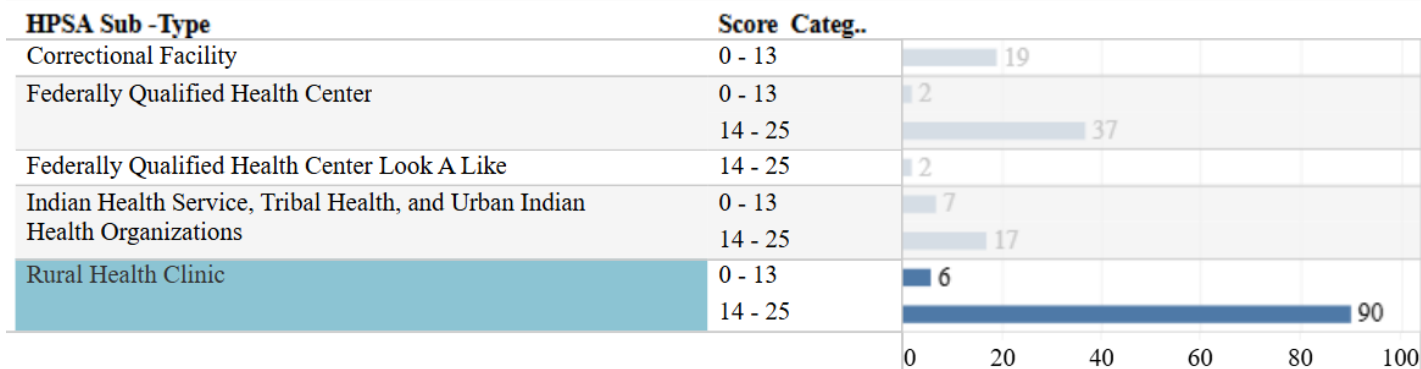 HPSA Sub -Type Score Categ..
Correctional Facility 0 - 13 19
Federally Qualified Health Center 0 - 13 2
14 - 25 37
Federally Qualified Health Center Look A Like 14 - 25 2
Indian Health Service, Tribal Health, and Urban Indian 0 - 13 7
Health Organizations 14 - 25 17
Rural Health Clinic 0 - 13 6
14 - 25 90
0 20 40 60 80 100